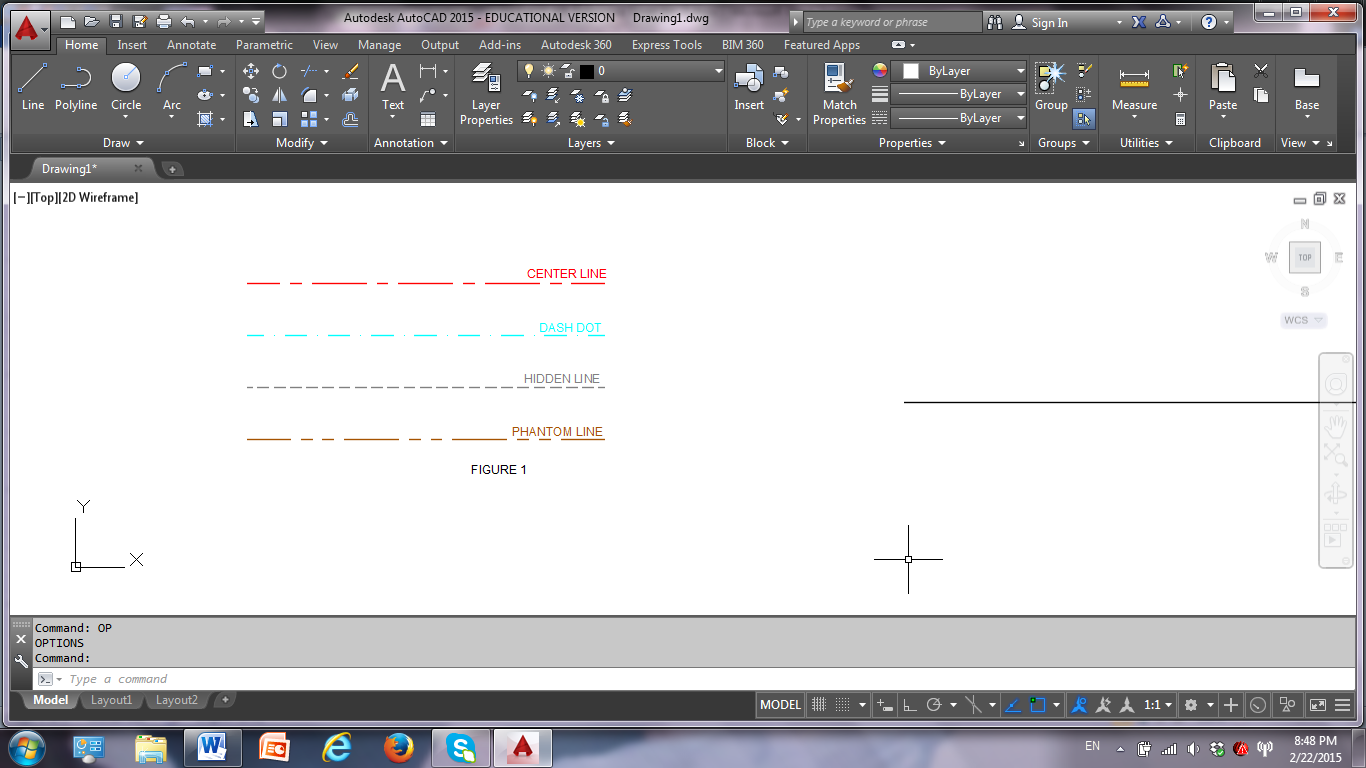 Autodesk AutoCAD 2015 - EDUCATIONAL VERSION Drawing1.dwg
Type a keyword or phrase
Sign In
Home Insert Annotate Parametric View Manage Output Add-ins Autodesk 360 Express Tools BIM 360 Featured Apps
0
ByLayer
ByLayer
ByLayer
Line Polyline Circle Arc
Text
Layer Properties
Insert
Match Properties
Group
Measure
Paste
Base
Draw Modify Annotation Layers Block Properties Groups Utilities Clipboard View
Drawing1*
[−][Top][2D Wireframe]
N
W TOP E
S
WCS
CENTER LINE
DASH DOT
HIDDEN LINE
PHANTOM LINE
FIGURE 1
Y
X
Command: OP
OPTIONS
Command:
Type a command
Model Layout1 Layout2
MODEL
1:1
EN
8:48 PM
2/22/2015